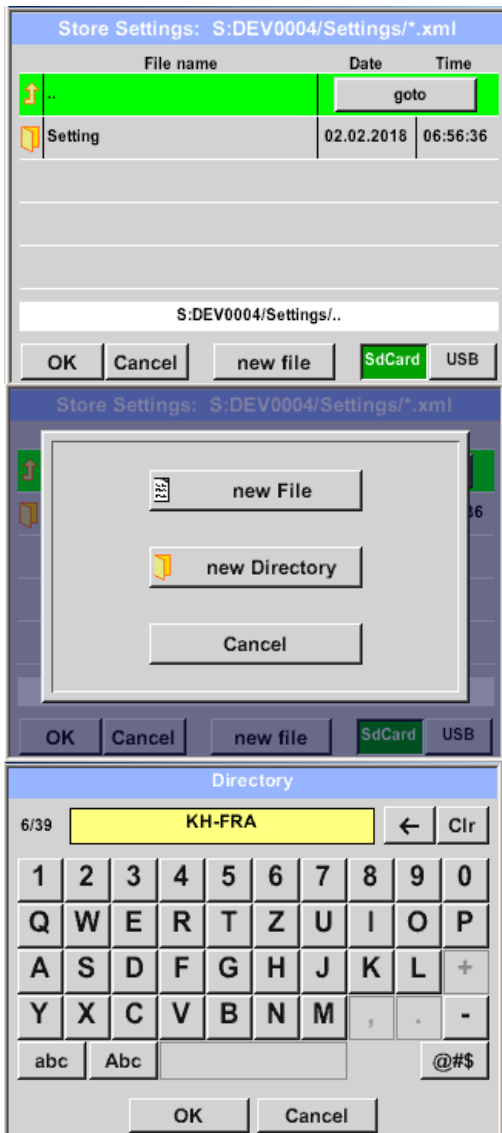 Store Settings: S:DEV0004/Settings/*.xml
File name Date Time
.. goto
Setting 02.02.2018 06:56:36
S:DEV0004/Settings/..
OK Cancel new file SdCard USB
Store Settings: S:DEV0004/Settings/*.xml
new File
36
new Directory
Cancel
OK Cancel new file SdCard USB
Directory
6/39 KH-FRA ← Clr
1 2 3 4 5 6 7 8 9 0
Q W E R T Z U I O P
A S D F G H J K L +
Y X C V B N M , . -
abc Abc @#$
OK Cancel